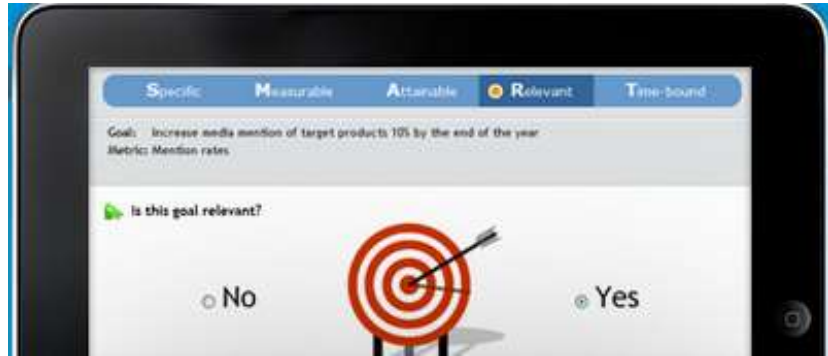 Specific Measurable Attainable Relevant Time-bound
Goal: Increase media mention of target products 10% by the end of the year
Metric: Mention rates
Is this goal relevant?
No Yes